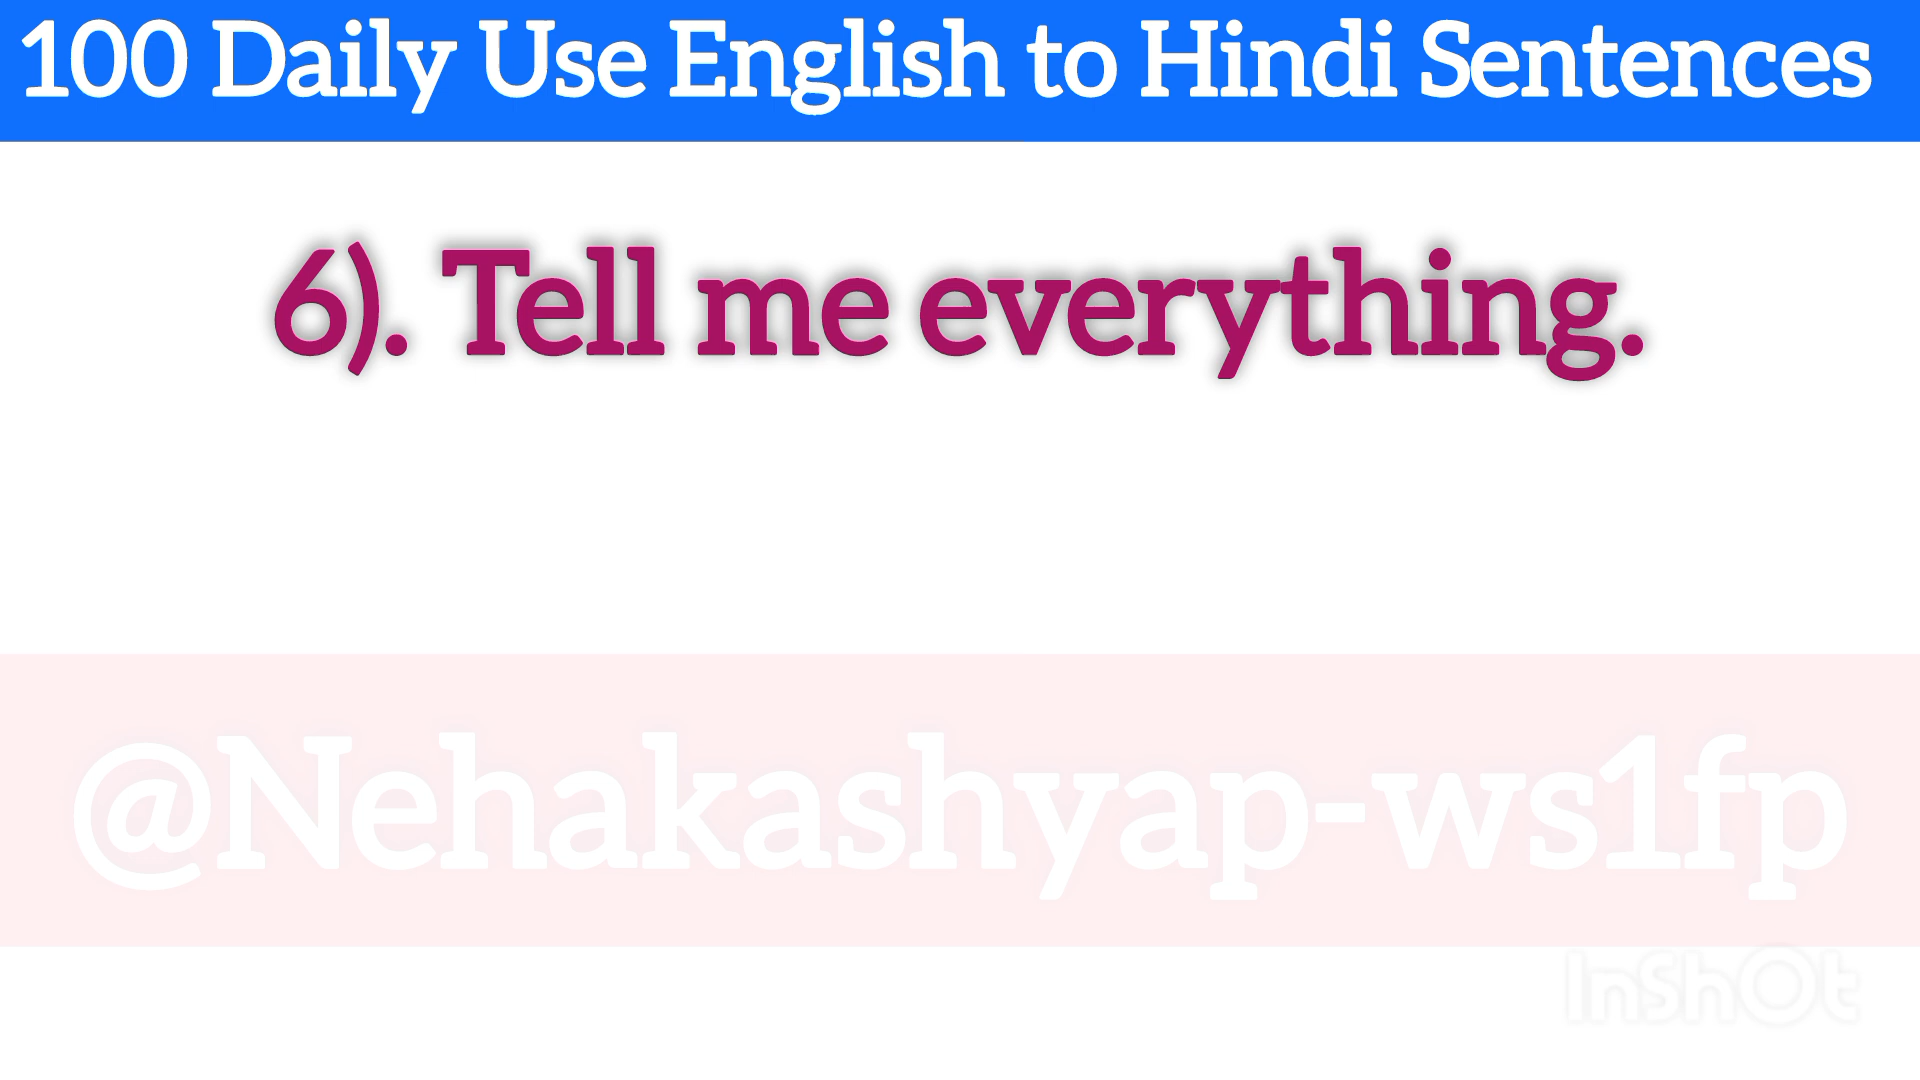 100 Daily Use English to Hindi Sentences
6). Tell me everything.
@Nehakashyap-ws1fp
InShOt